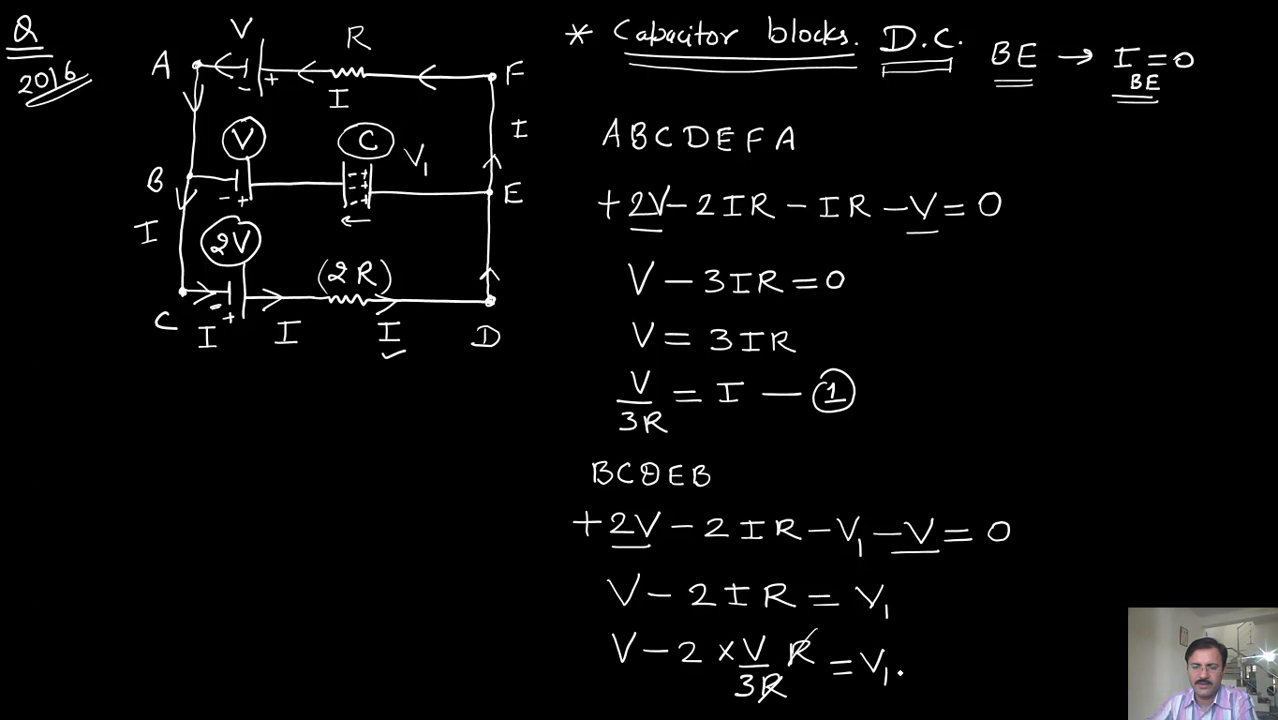 Q
2016
V
R
A
F
- +
I
I
V
C
V₁
B
E
- +
- +
- +
- +
I
2V
(2R)
C
- +
I
I
I
D
* Capacitor blocks. D.C. BE → I_BE = 0
ABCDEFA
+2V - 2IR - IR - V = 0
V - 3IR = 0
V = 3IR
V/3R = I — ①
BCDEB
+2V - 2IR - V₁ - V = 0
V - 2IR = V₁
V - 2 × V/3R R = V₁.